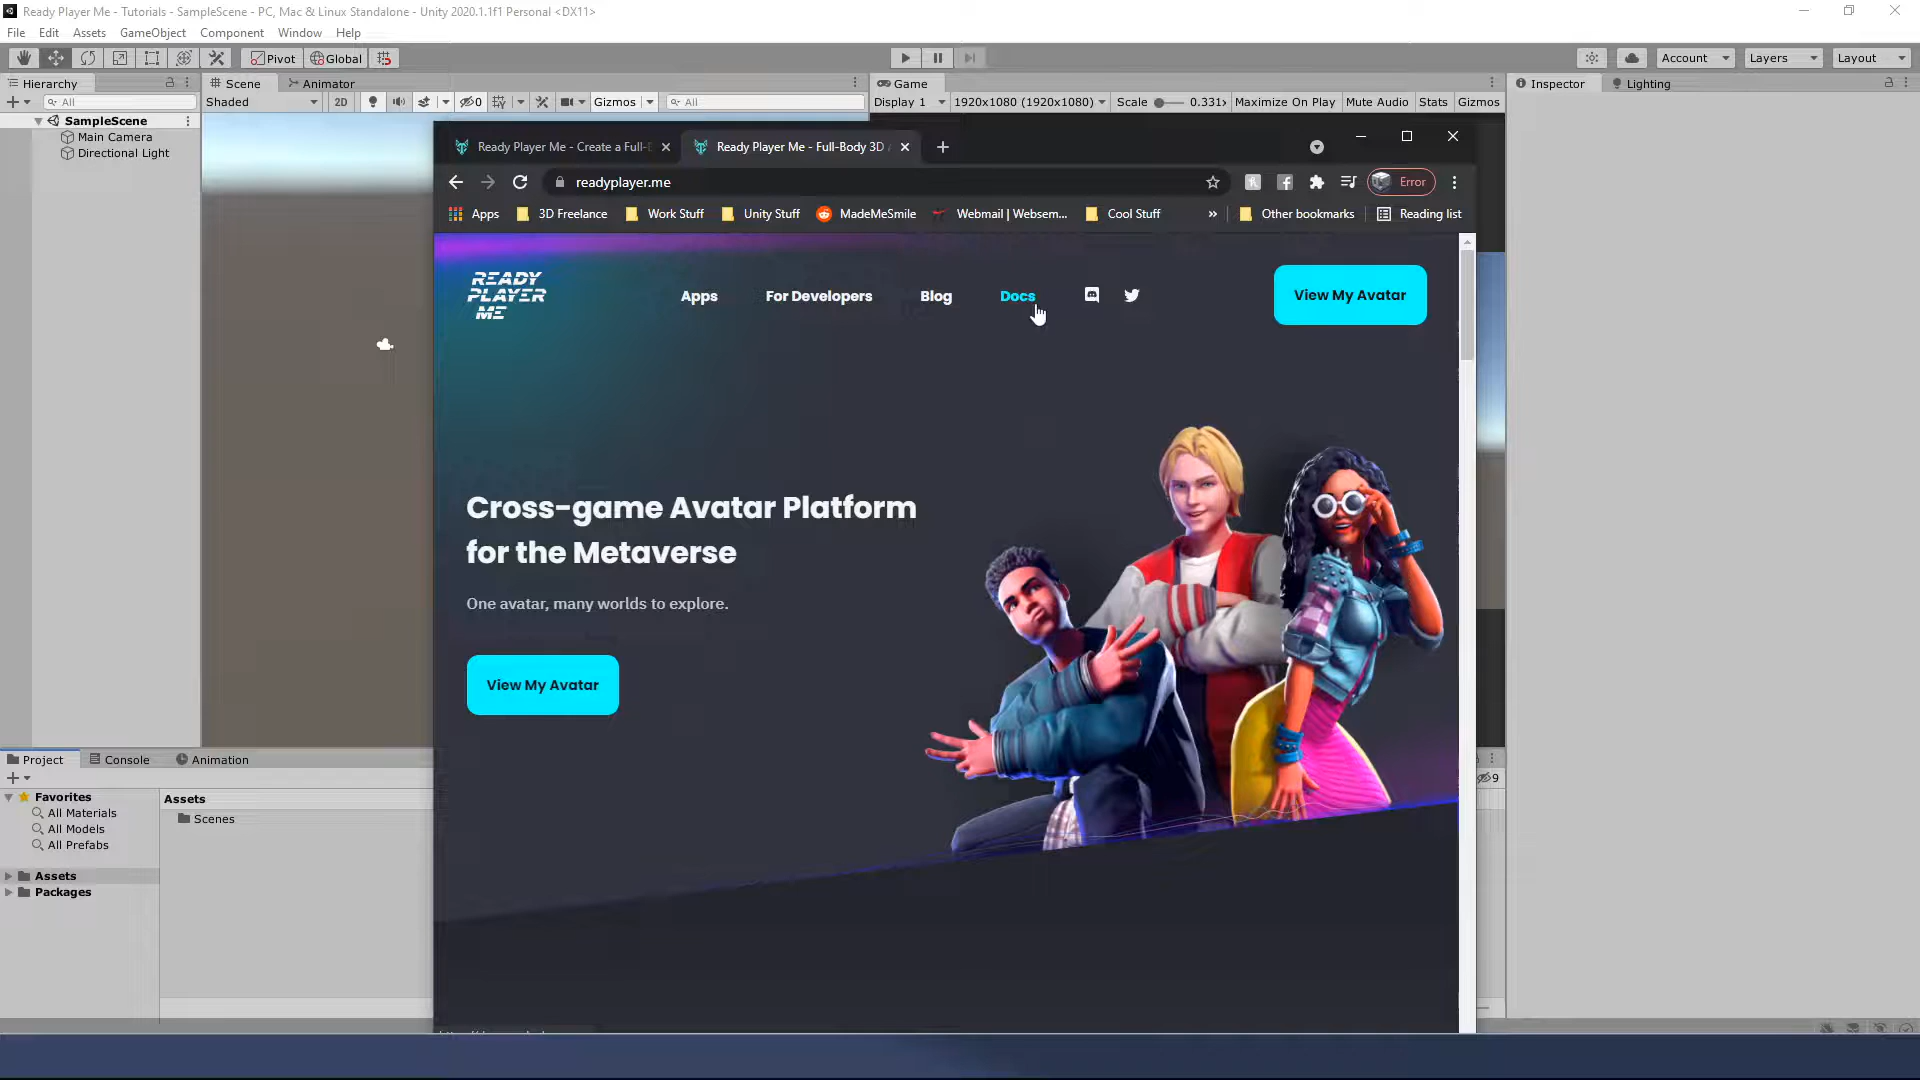 Ready Player Me - Tutorials - SampleScene - PC, Mac & Linux Standalone - Unity 2020.1.1f1 Personal <DX11>
File Edit Assets GameObject Component Window Help
Pivot Global Account Layers Layout
Hierarchy Scene Animator Game Inspector Lighting
All Shaded 2D 0 Gizmos All Display 1 1920x1080 (1920x1080) Scale 0.331x Maximize On Play Mute Audio Stats Gizmos
SampleScene
Main Camera
Directional Light
Ready Player Me - Create a Full- Ready Player Me - Full-Body 3D
readyplayer.me Error
Apps 3D Freelance Work Stuff Unity Stuff MadeMeSmile Webmail | Websem... Cool Stuff » Other bookmarks Reading list
READY
PLAYER
ME
Apps For Developers Blog Docs View My Avatar
Cross-game Avatar Platform
for the Metaverse
One avatar, many worlds to explore.
View My Avatar
Project Console Animation
9
Favorites
All Materials
All Models
All Prefabs
Assets
Packages
Assets
Scenes